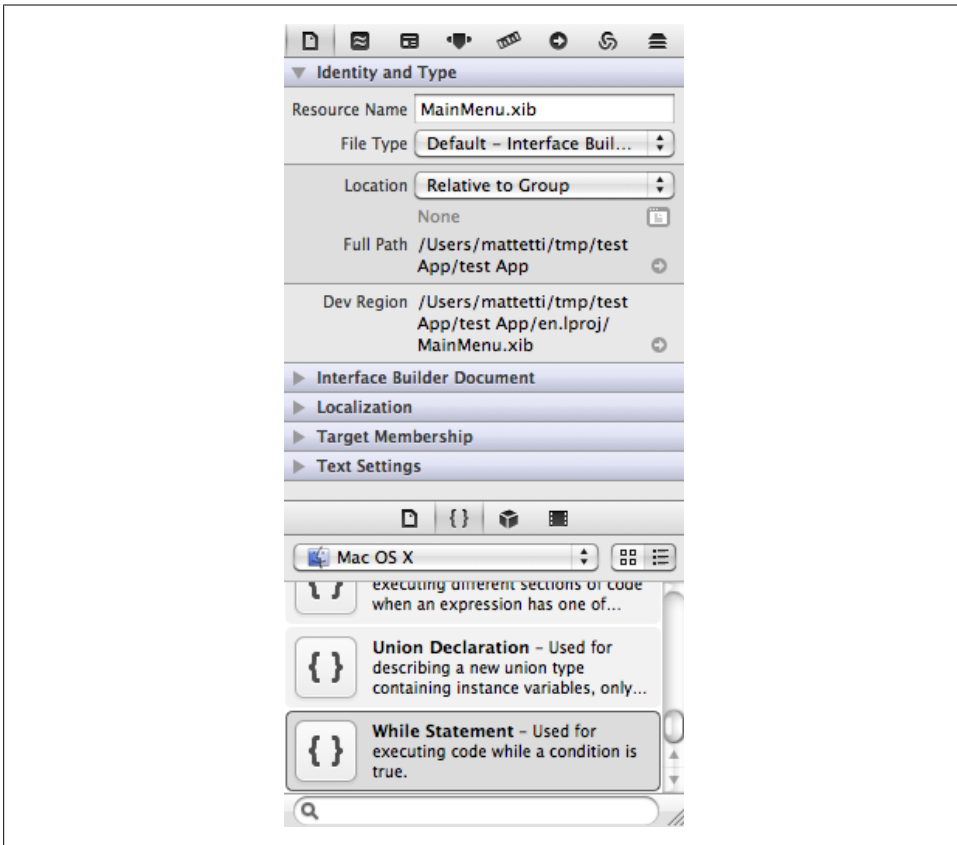 Identity and Type
Resource Name MainMenu.xib
File Type Default – Interface Buil...
Location Relative to Group
None
Full Path /Users/mattetti/tmp/test
App/test App
Dev Region /Users/mattetti/tmp/test
App/test App/en.lproj/
MainMenu.xib
Interface Builder Document
Localization
Target Membership
Text Settings
{}
Mac OS X
{ }
executing different sections of code
when an expression has one of...
{ }
Union Declaration – Used for
describing a new union type
containing instance variables, only...
{ }
While Statement – Used for
executing code while a condition is
true.